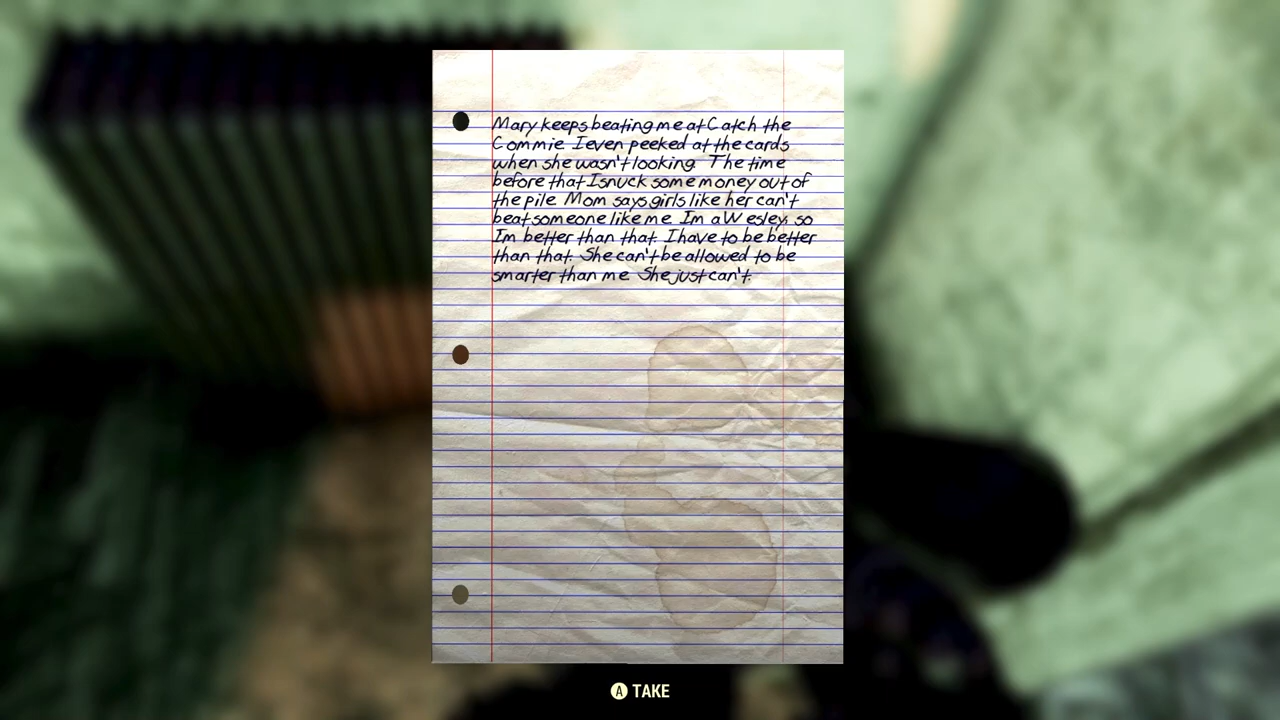 Mary keeps beating me at Catch the
Commie. I even peeked at the cards
when she wasn't looking. The time
before that I snuck some money out of
the pile. Mom says girls like her can't
beat someone like me. Im a Wesley, so
Im better than that. I have to be better
than that. She can't be allowed to be
smarter than me. She just can't.
A TAKE